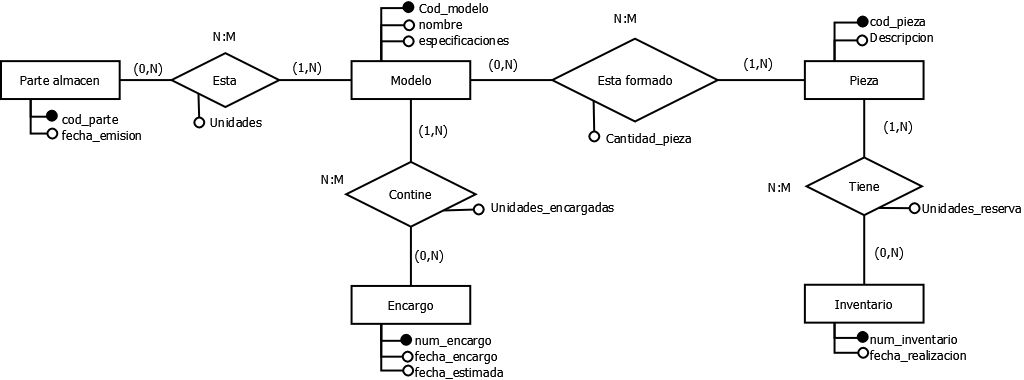 Cod_modelo
nombre
especificaciones
N:M
N:M
cod_pieza
Descripcion
Parte almacen
(0,N)
Esta
(1,N)
Modelo
(0,N)
Esta formado
(1,N)
Pieza
cod_parte
fecha_emision
Unidades
(1,N)
Cantidad_pieza
(1,N)
N:M
Contine
Unidades_encargadas
N:M
Tiene
Unidades_reserva
(0,N)
(0,N)
Encargo
Inventario
num_encargo
fecha_encargo
fecha_estimada
num_inventario
fecha_realizacion